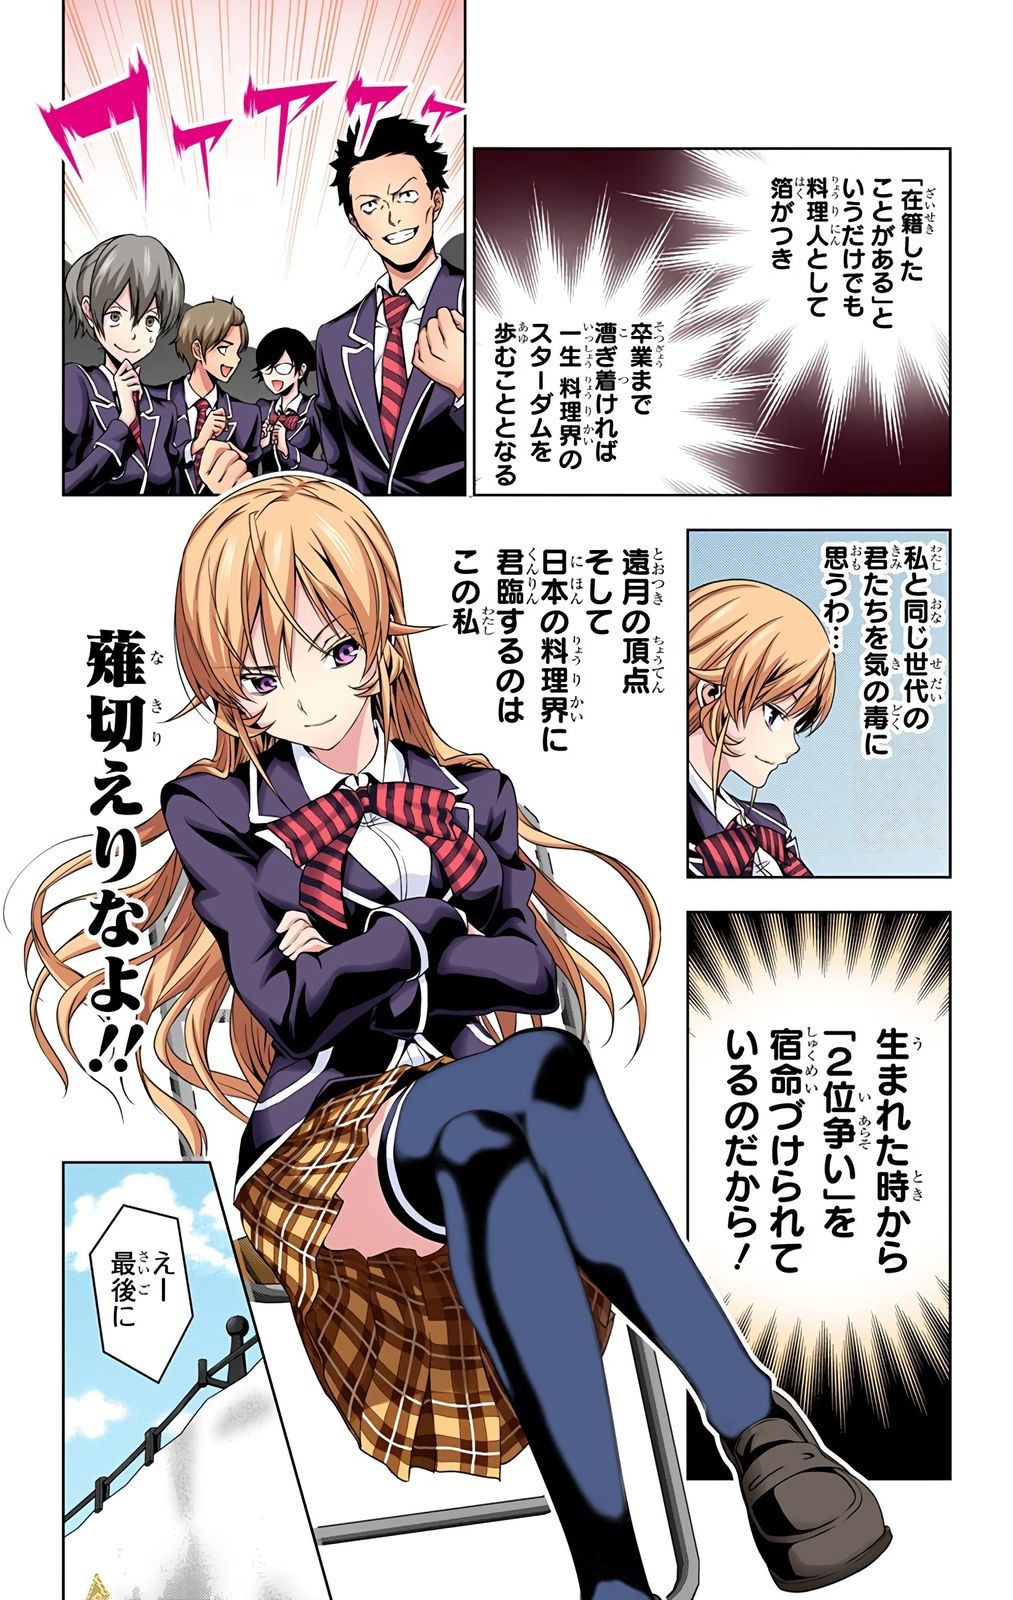 「在籍した
ことがある」と
いうだけでも
料理人として
箔がつき
卒業まで
漕ぎ着ければ
一生 料理界の
スターダムを
歩むこととなる
ワァァァァ
私と同じ世代の
君たちを気の毒に
思うわ…
遠月の頂点
そして
日本の料理界に
君臨するのは
この私
薙切えりなよ!!
生まれた時から
「2位争い」を
宿命づけられて
いるのだから!
えー
最後に